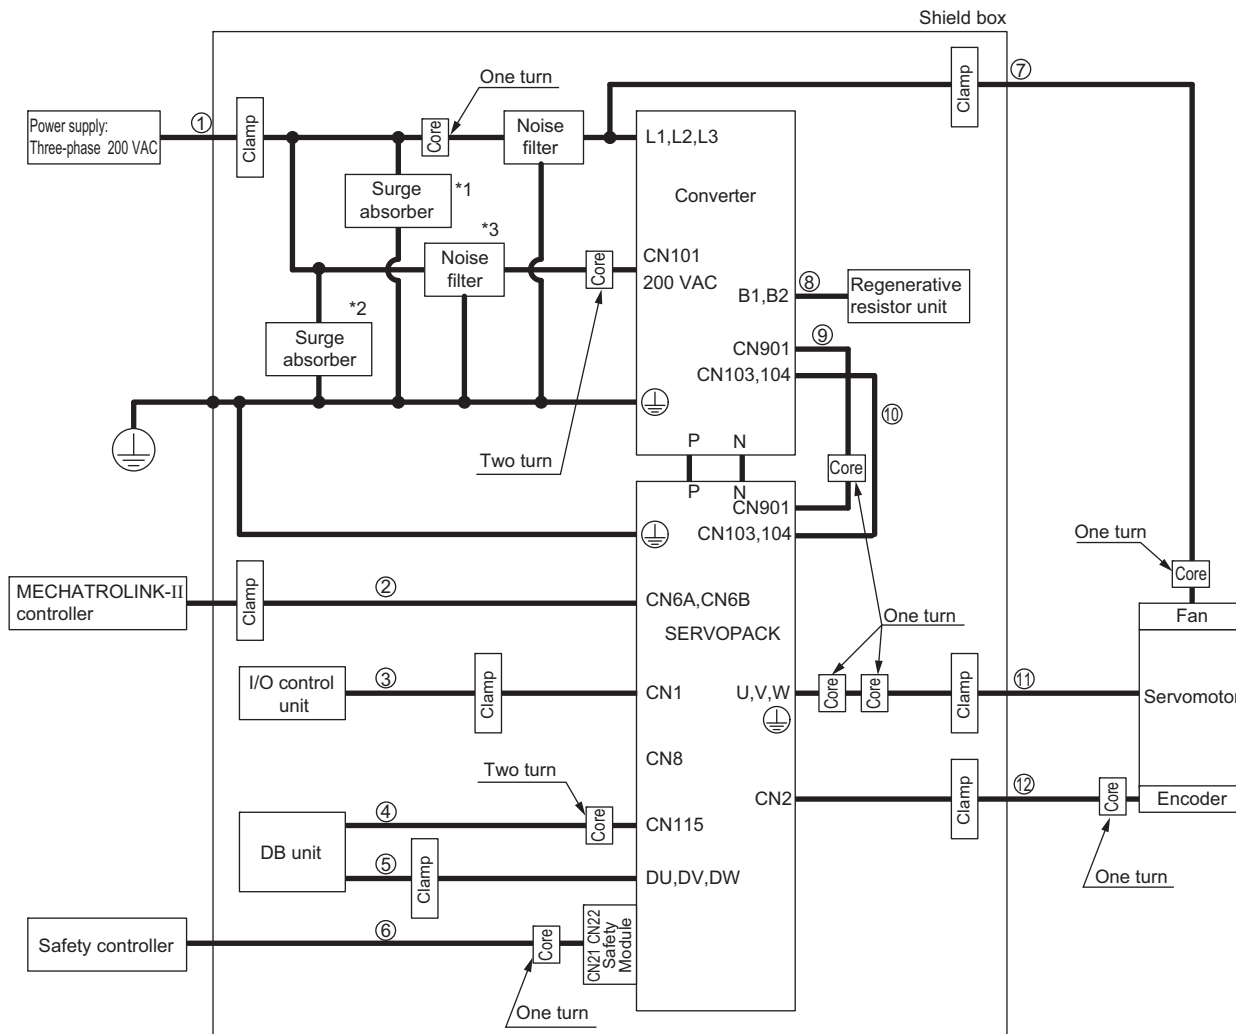 Shield box
One turn
⑦
Clamp
Power supply:
Three-phase 200 VAC
①
Clamp
Core
Noise
filter
L1,L2,L3
Surge
absorber
*1
Converter
*3
Noise
filter
Core
CN101
200 VAC
*2
Surge
absorber
B1,B2
⑧
Regenerative
resistor unit
CN901
⑨
CN103,104
⑩
Two turn
P
N
Core
P
N
CN901
CN103,104
One turn
Core
MECHATROLINK-II
controller
Clamp
②
CN6A,CN6B
SERVOPACK
One turn
Fan
I/O control
unit
③
Clamp
CN1
U,V,W
Core
Core
Clamp
⑪
Servomotor
CN8
Two turn
CN2
Clamp
⑫
Core
Encoder
DB unit
④
Core
CN115
⑤
Clamp
DU,DV,DW
One turn
Safety controller
⑥
Core
CN21 CN22
Safety
Module
One turn